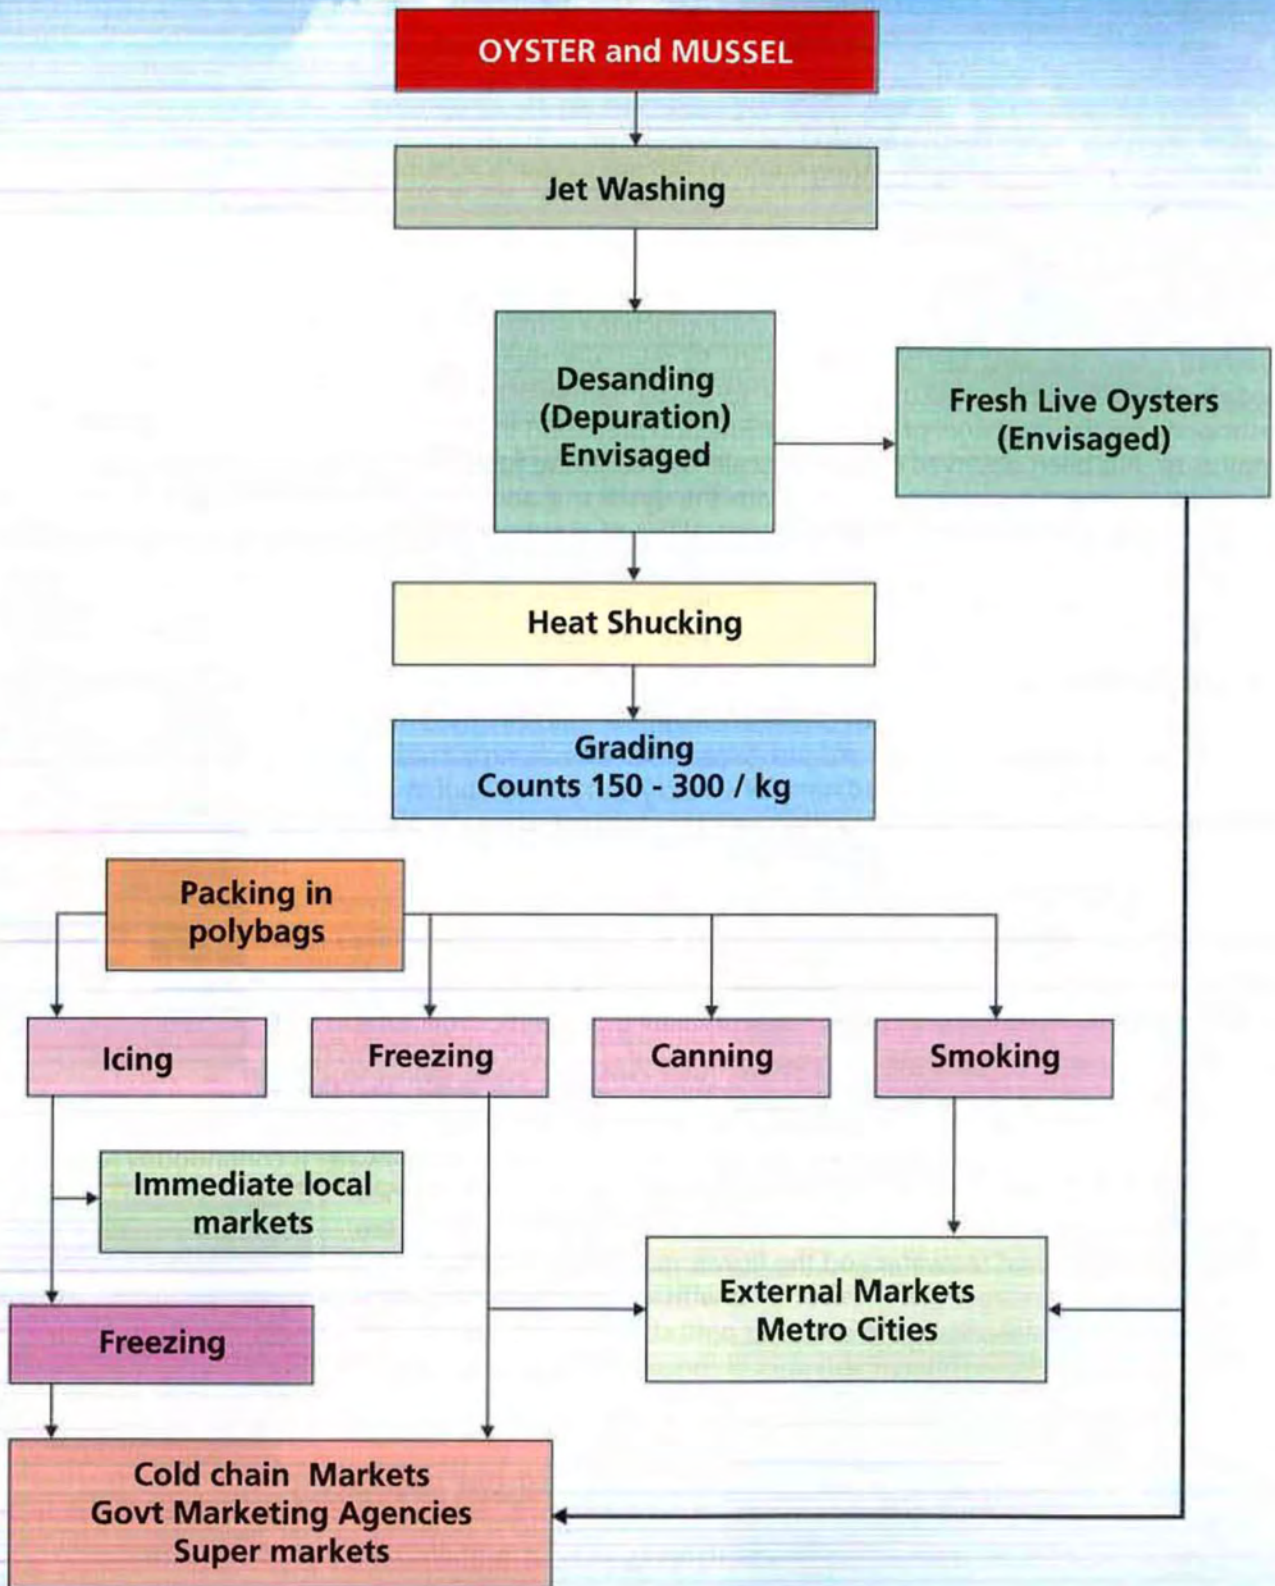 OYSTER and MUSSEL
Jet Washing
Desanding
(Depuration)
Envisaged
Fresh Live Oysters
(Envisaged)
Heat Shucking
Grading
Counts 150 - 300 / kg
Packing in
polybags
Icing
Freezing
Canning
Smoking
Immediate local
markets
External Markets
Metro Cities
Freezing
Cold chain Markets
Govt Marketing Agencies
Super markets